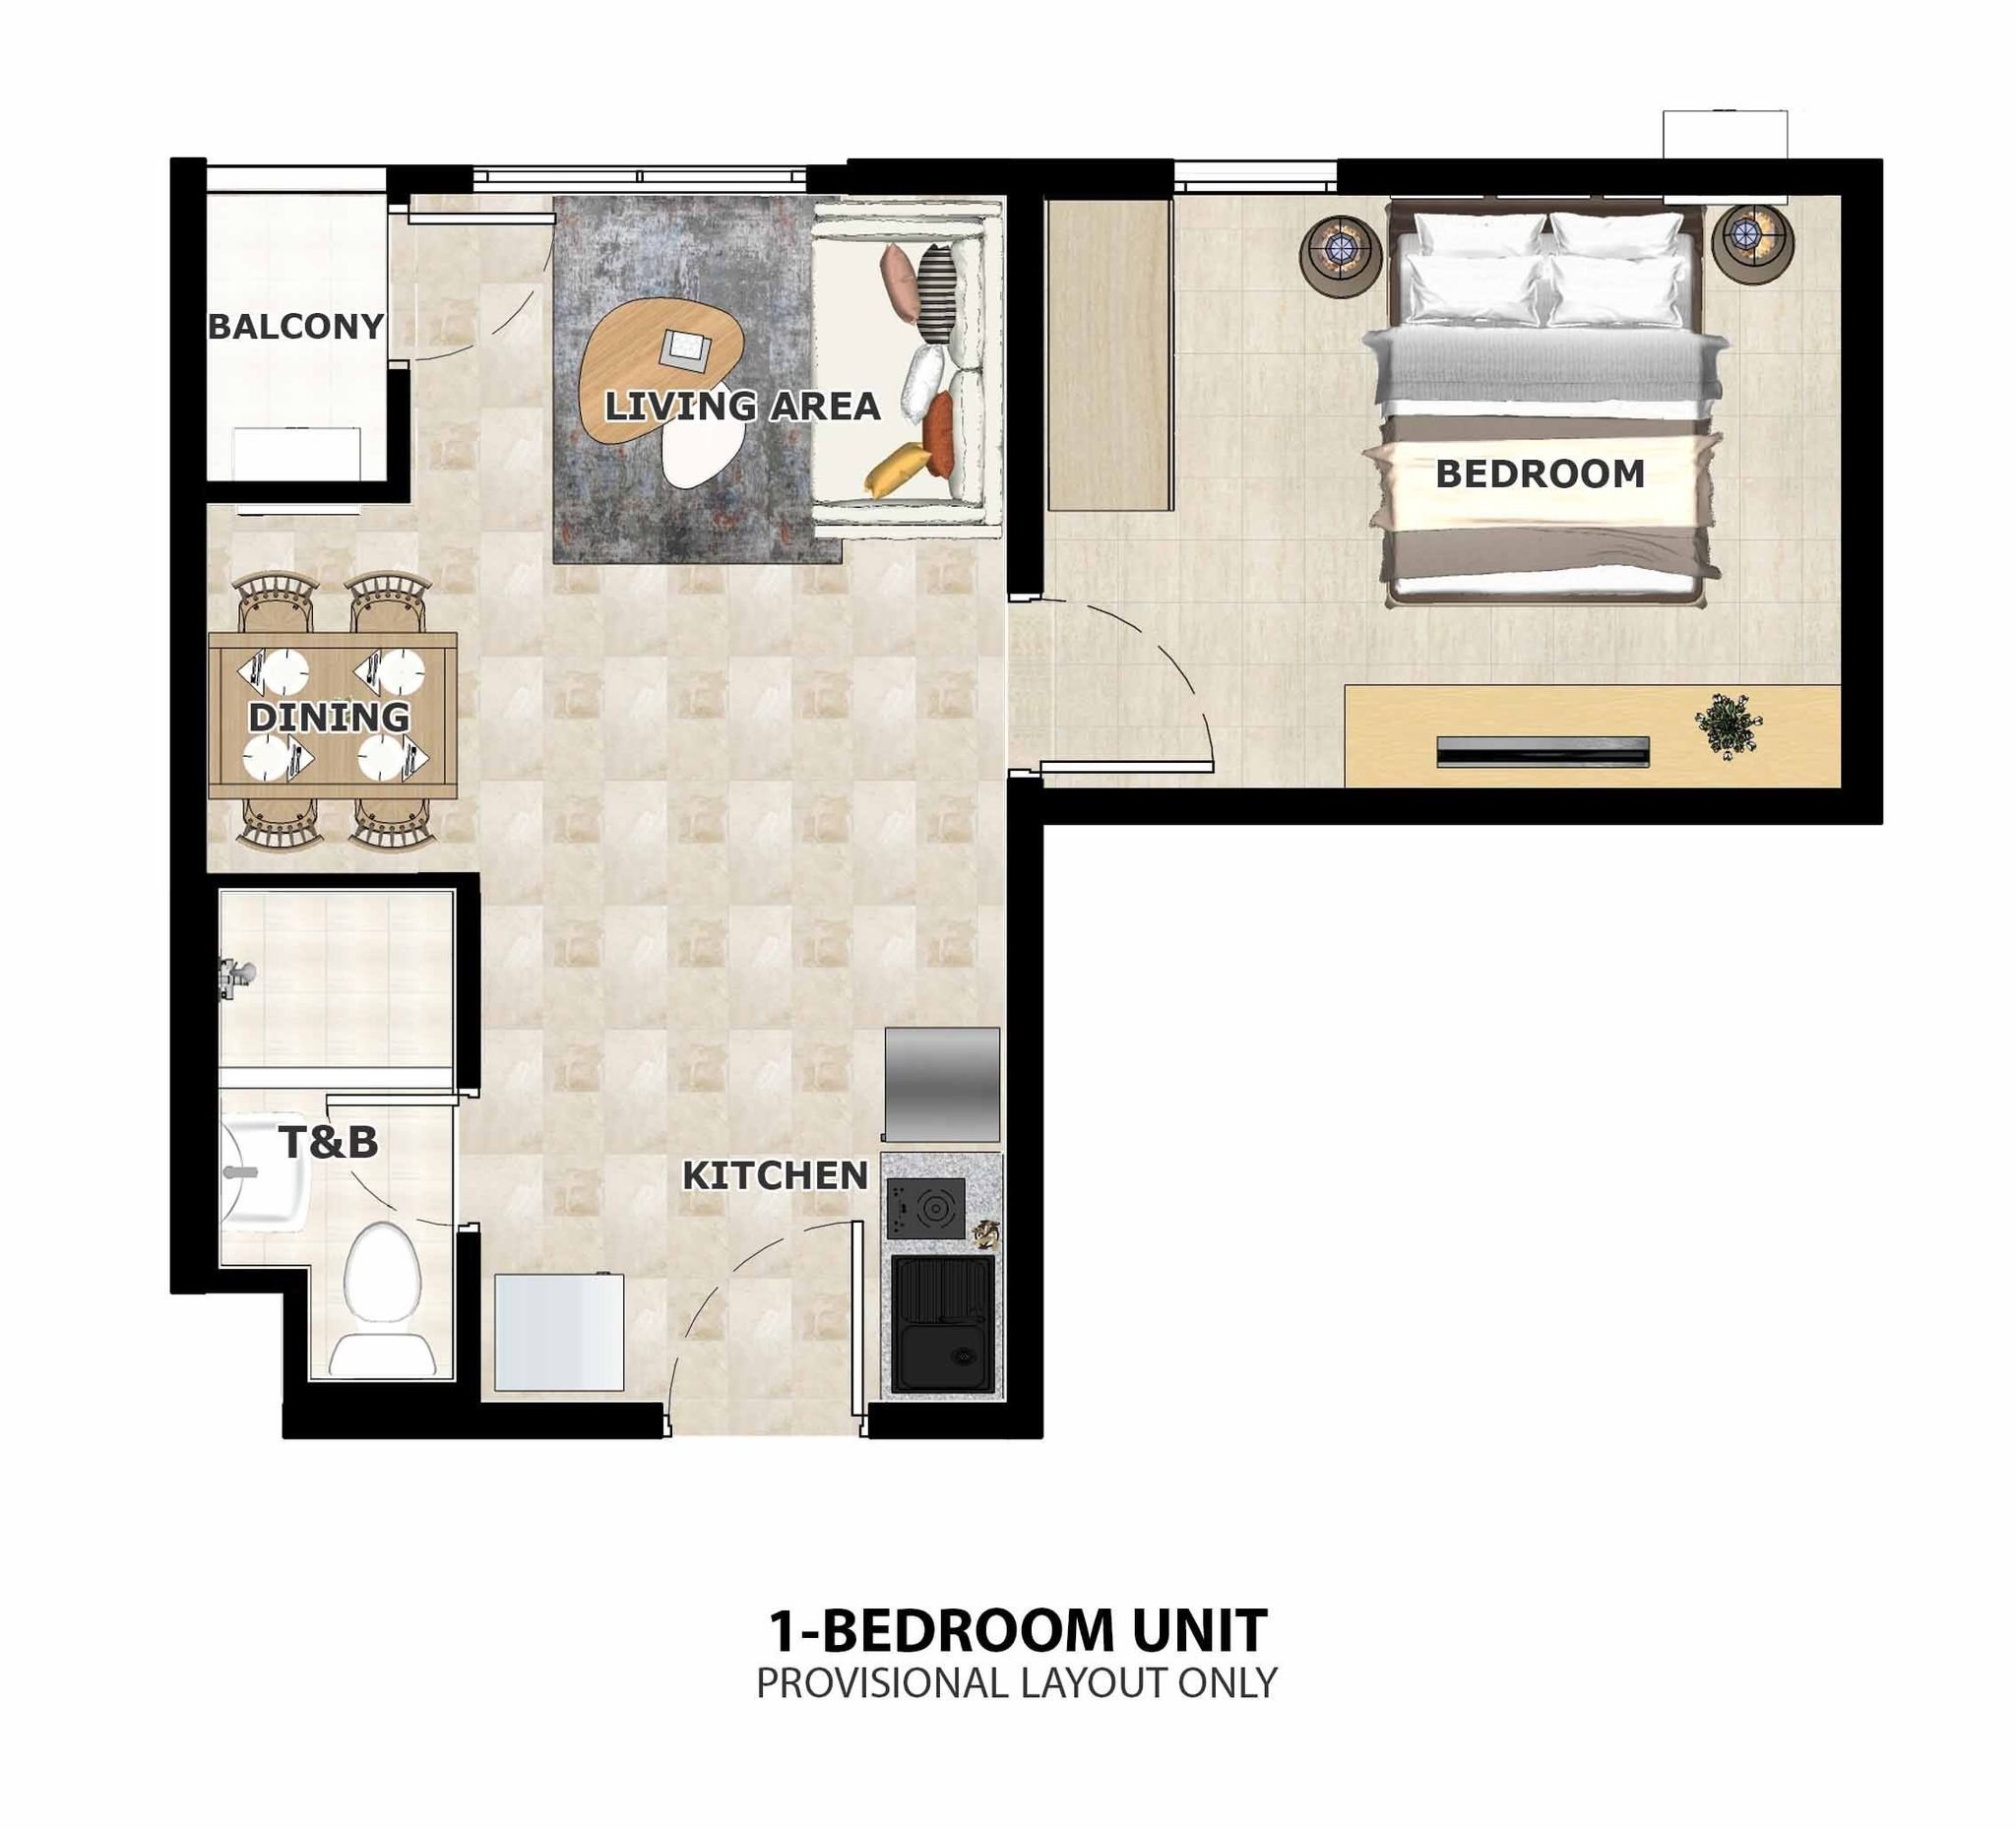 BALCONY
LIVING AREA
BEDROOM
DINING
T&B
KITCHEN
1-BEDROOM UNIT
PROVISIONAL LAYOUT ONLY